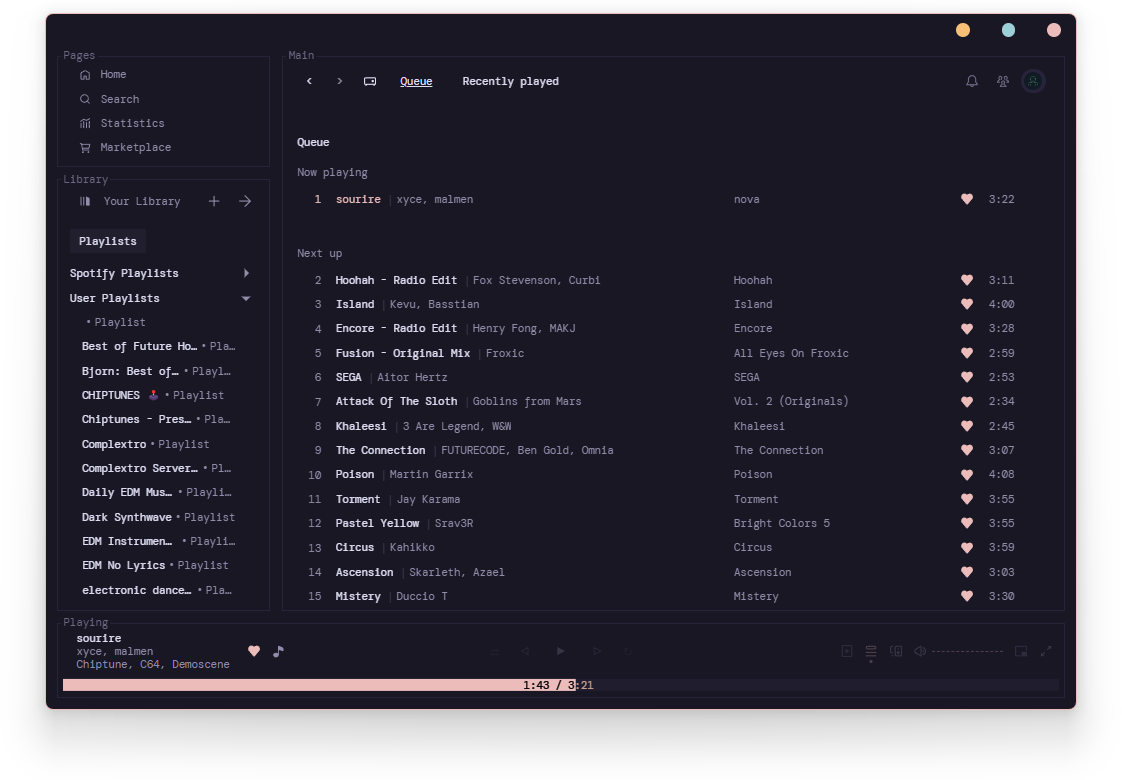 Pages
Home
Search
Statistics
Marketplace
Library
Your Library
Playlists
Spotify Playlists
User Playlists
• Playlist
Best of Future Ho… • Pla…
Bjorn: Best of… • Playl…
CHIPTUNES 🕹️ • Playlist
Chiptunes - Pres… • Pla…
Complextro • Playlist
Complextro Server… • Pl…
Daily EDM Mus… • Playli…
Dark Synthwave • Playlist
EDM Instrumen… • Playli…
EDM No Lyrics • Playlist
electronic dance… • Pla…
Main
Queue Recently played
Queue
Now playing
1 sourire | xyce, malmen nova 3:22
Next up
2 Hoohah - Radio Edit | Fox Stevenson, Curbi Hoohah 3:11
3 Island | Kevu, Basstian Island 4:00
4 Encore - Radio Edit | Henry Fong, MAKJ Encore 3:28
5 Fusion - Original Mix | Froxic All Eyes On Froxic 2:59
6 SEGA | Aitor Hertz SEGA 2:53
7 Attack Of The Sloth | Goblins from Mars Vol. 2 (Originals) 2:34
8 Khaleesi | 3 Are Legend, W&W Khaleesi 2:45
9 The Connection | FUTURECODE, Ben Gold, Omnia The Connection 3:07
10 Poison | Martin Garrix Poison 4:08
11 Torment | Jay Karama Torment 3:55
12 Pastel Yellow | Srav3R Bright Colors 5 3:55
13 Circus | Kahikko Circus 3:59
14 Ascension | Skarleth, Azael Ascension 3:03
15 Mistery | Duccio T Mistery 3:30
Playing
sourire
xyce, malmen
Chiptune, C64, Demoscene
1:43 / 3:21